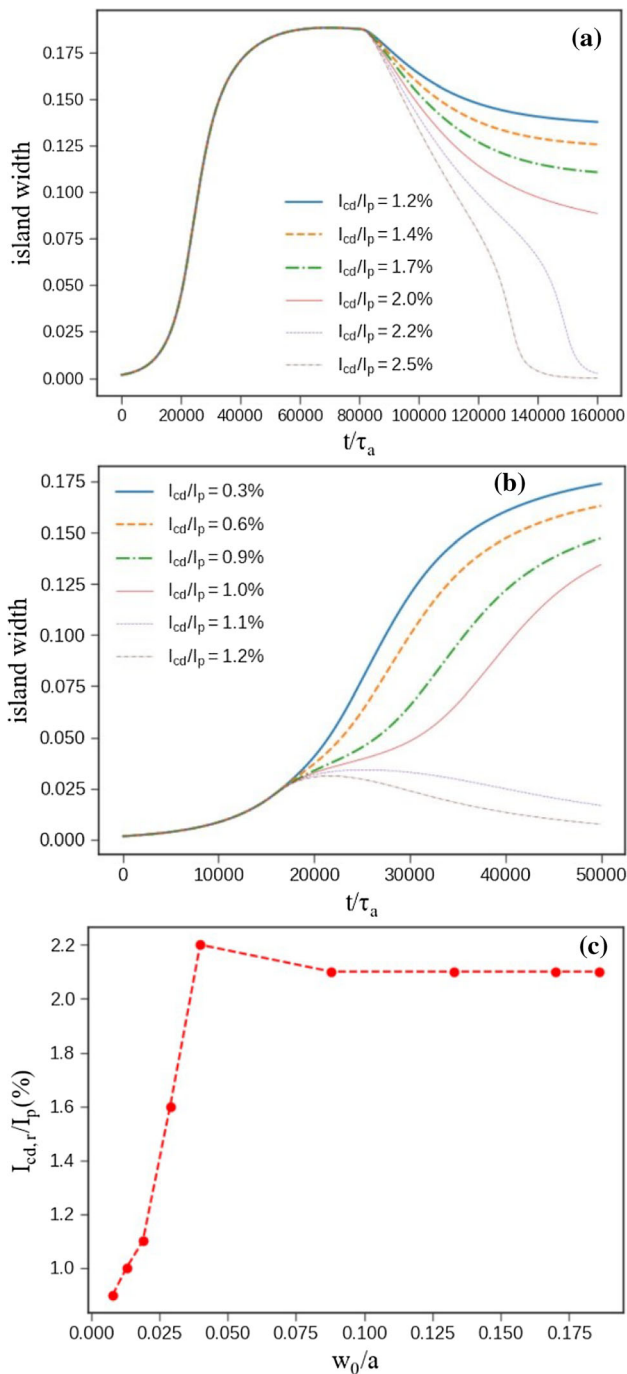 (a)
island width
0.175
0.150
0.125
0.100
0.075
0.050
0.025
0.000
I_cd/I_p = 1.2%
I_cd/I_p = 1.4%
I_cd/I_p = 1.7%
I_cd/I_p = 2.0%
I_cd/I_p = 2.2%
I_cd/I_p = 2.5%
0 20000 40000 60000 80000 100000 120000 140000 160000
t/τ_a
(b)
island width
0.175
0.150
0.125
0.100
0.075
0.050
0.025
0.000
I_cd/I_p = 0.3%
I_cd/I_p = 0.6%
I_cd/I_p = 0.9%
I_cd/I_p = 1.0%
I_cd/I_p = 1.1%
I_cd/I_p = 1.2%
0 10000 20000 30000 40000 50000
t/τ_a
(c)
I_cd,r/I_p(%)
2.2
2.0
1.8
1.6
1.4
1.2
1.0
0.000 0.025 0.050 0.075 0.100 0.125 0.150 0.175
w_0/a